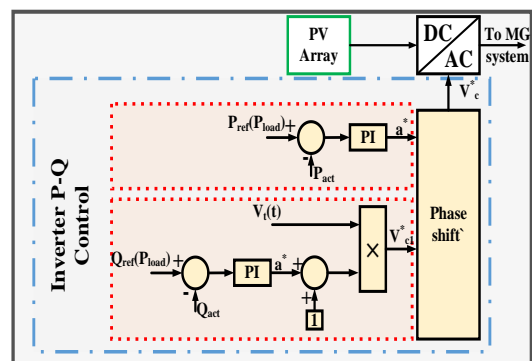 PV
Array
DC
AC
To MG
system
V*c
Inverter P-Q
Control
Pref(Pload)
+
-
PI
a*
Pact
Vt(t)
×
V*c1
Phase
shift`
Qref(Pload)
+
-
PI
a*
+
+
Qact
1